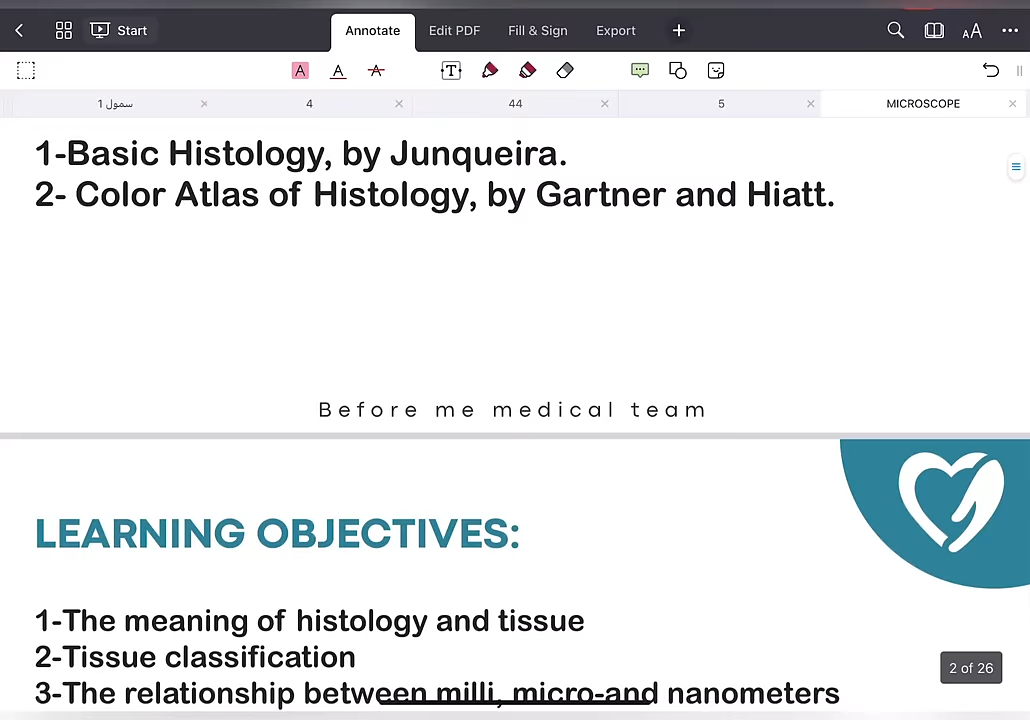 Start
Annotate
Edit PDF
Fill & Sign
Export
سمول 1
4
44
5
MICROSCOPE
1-Basic Histology, by Junqueira.
2- Color Atlas of Histology, by Gartner and Hiatt.
Before me medical team
LEARNING OBJECTIVES:
1-The meaning of histology and tissue
2-Tissue classification
3-The relationship between milli, micro-and nanometers
2 of 26